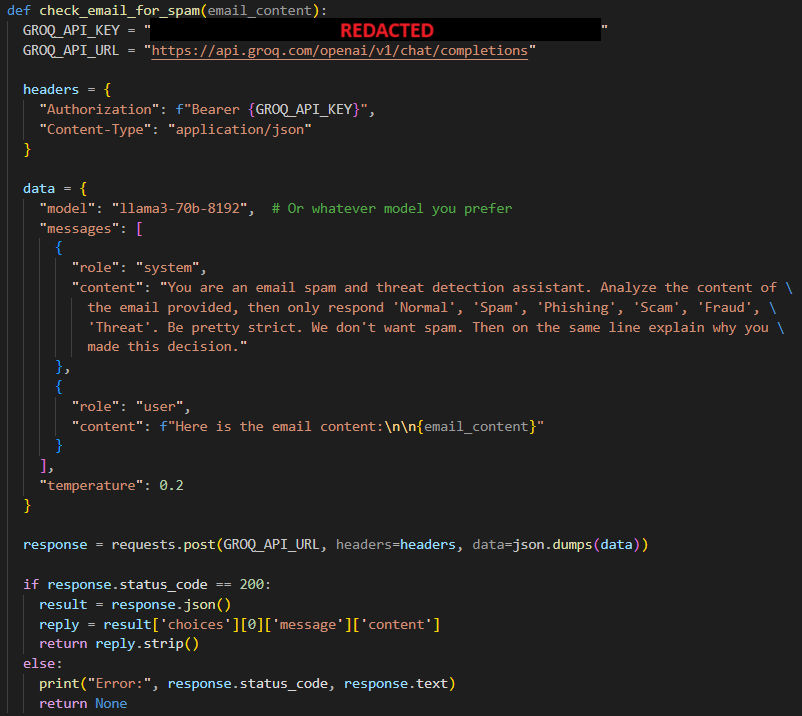 def check_email_for_spam(email_content):
GROQ_API_KEY = "REDACTED"
GROQ_API_URL = "https://api.groq.com/openai/v1/chat/completions"
headers = {
"Authorization": f"Bearer {GROQ_API_KEY}",
"Content-Type": "application/json"
}
data = {
"model": "llama3-70b-8192",  # Or whatever model you prefer
"messages": [
{
"role": "system",
"content": "You are an email spam and threat detection assistant. Analyze the content of \
the email provided, then only respond 'Normal', 'Spam', 'Phishing', 'Scam', 'Fraud', \
'Threat'. Be pretty strict. We don't want spam. Then on the same line explain why you \
made this decision."
},
{
"role": "user",
"content": f"Here is the email content:\n\n{email_content}"
}
],
"temperature": 0.2
}
response = requests.post(GROQ_API_URL, headers=headers, data=json.dumps(data))
if response.status_code == 200:
result = response.json()
reply = result['choices'][0]['message']['content']
return reply.strip()
else:
print("Error:", response.status_code, response.text)
return None